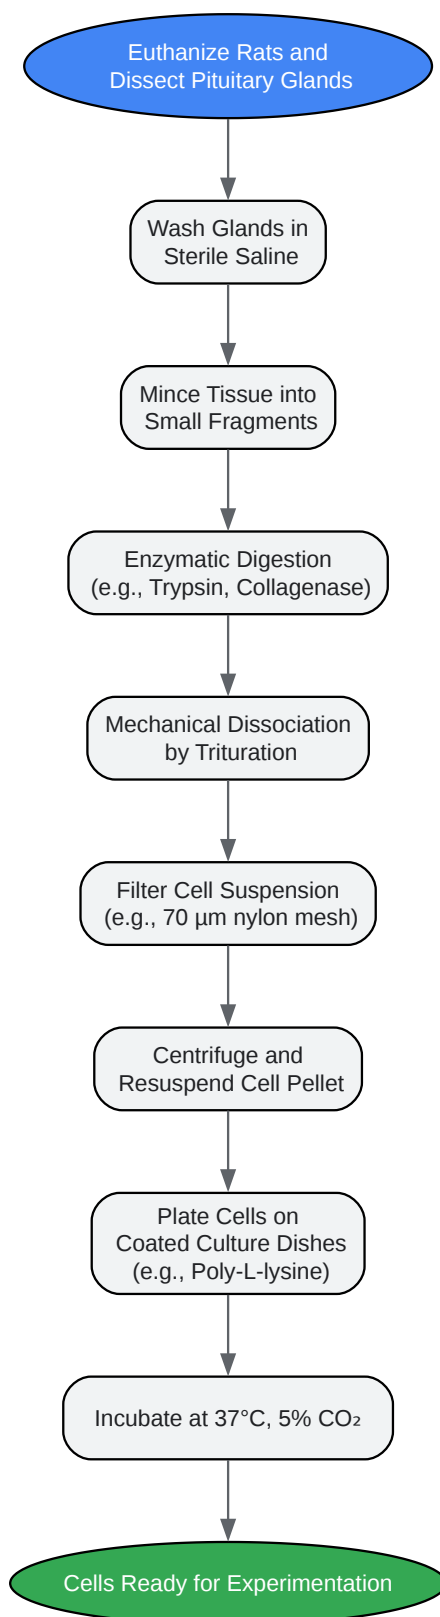 Euthanize Rats and
Dissect Pituitary Glands
Wash Glands in
Sterile Saline
Mince Tissue into
Small Fragments
Enzymatic Digestion
(e.g., Trypsin, Collagenase)
Mechanical Dissociation
by Trituration
Filter Cell Suspension
(e.g., 70 µm nylon mesh)
Centrifuge and
Resuspend Cell Pellet
Plate Cells on
Coated Culture Dishes
(e.g., Poly-L-lysine)
Incubate at 37°C, 5% CO₂
Cells Ready for Experimentation